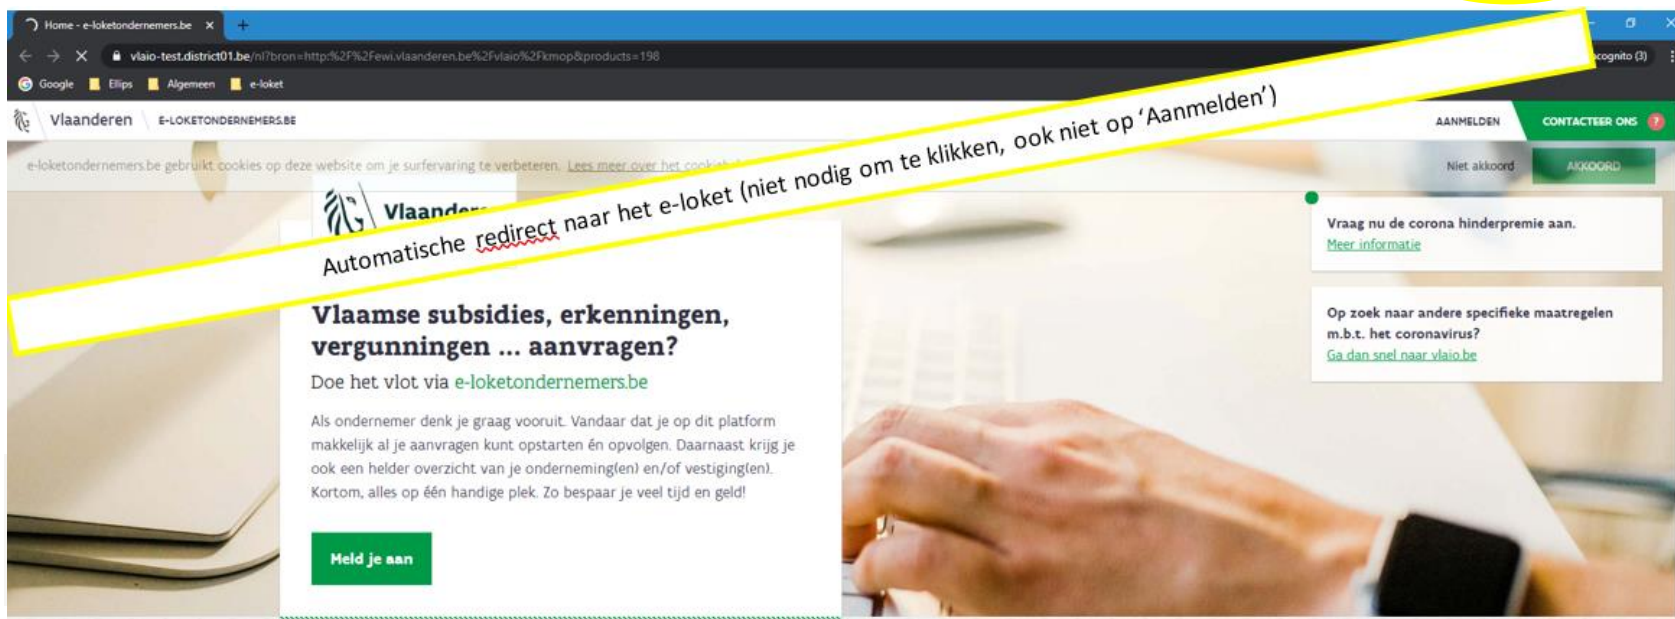 Home - e-loketondernemers.be
vlaio-test.district01.be/nl?bron=http:%2F%2Fewi.vlaanderen.be%2Fvlaio%2Fkmop&products=198
cognito (3)
Google Ellips Algemeen e-loket
Vlaanderen E-LOKETONDERNEMERS.BE
AANMELDEN CONTACTEER ONS ?
e-loketondernemers.be gebruikt cookies op deze website om je surfervaring te verbeteren. Lees meer over het
Niet akkoord AKKOORD
Automatische redirect naar het e-loket (niet nodig om te klikken, ook niet op ‘Aanmelden’)
Vlaander
Vlaamse subsidies, erkenningen,
vergunningen ... aanvragen?
Doe het vlot via e-loketondernemers.be
Als ondernemer denk je graag vooruit. Vandaar dat je op dit platform
makkelijk al je aanvragen kunt opstarten én opvolgen. Daarnaast krijg je
ook een helder overzicht van je onderneming(en) en/of vestiging(en).
Kortom, alles op één handige plek. Zo bespaar je veel tijd en geld!
Meld je aan
Vraag nu de corona hinderpremie aan.
Meer informatie
Op zoek naar andere specifieke maatregelen
m.b.t. het coronavirus?
Ga dan snel naar vlaio.be